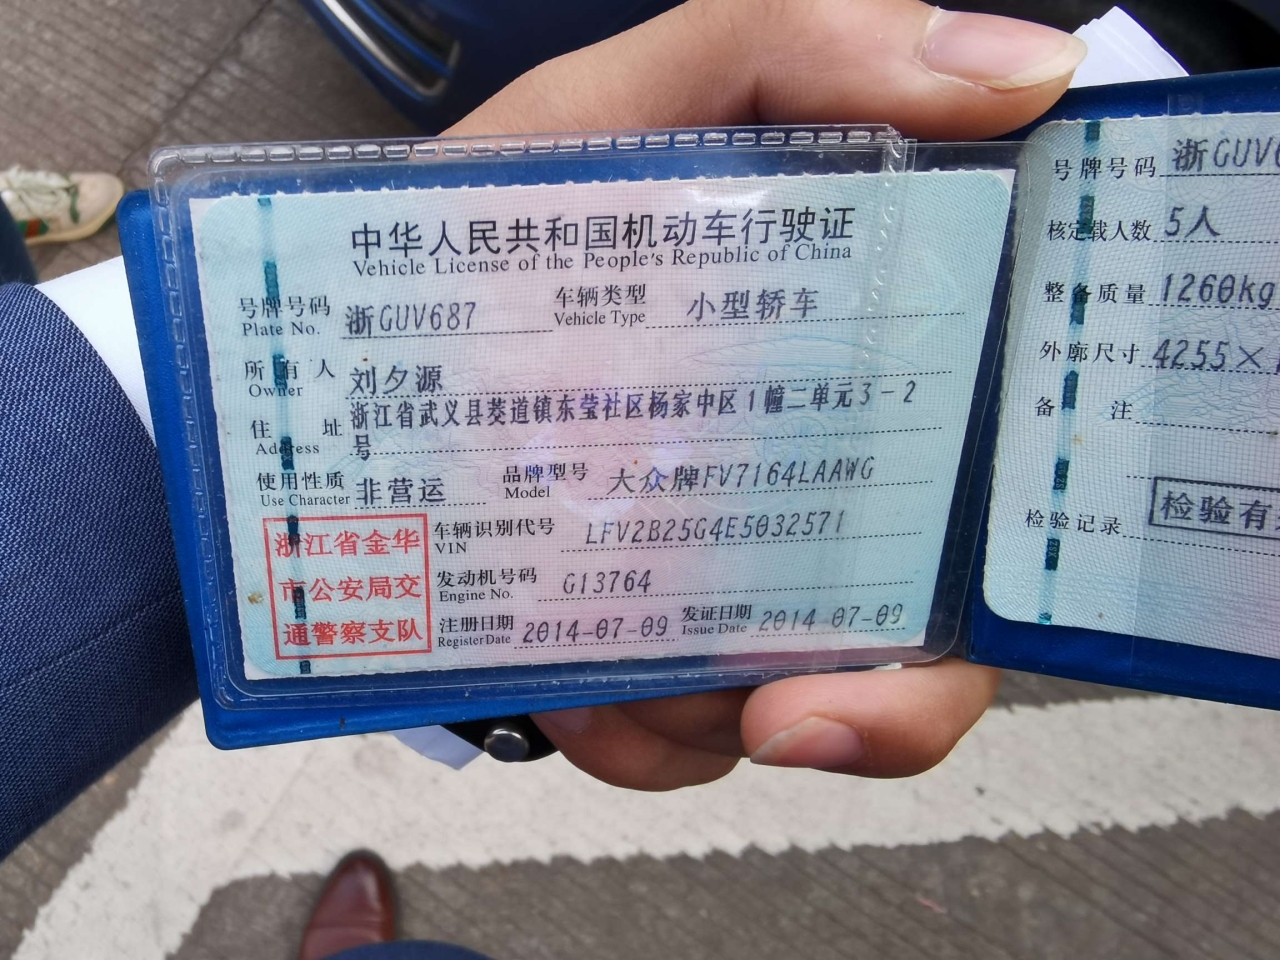 中华人民共和国机动车行驶证
Vehicle License of the People's Republic of China
号牌号码 浙GUV687 车辆类型 小型轿车
Plate No. Vehicle Type
所有人 刘夕源
Owner
住址 浙江省武义县茭道镇东莹社区杨家中区1幢二单元3-2
Address 号
使用性质 非营运 品牌型号 大众牌FV7164LAAWG
Use Character Model
浙江省金华
市公安局交
通警察支队
车辆识别代号 LFV2B25G4E5032571
VIN
发动机号码 G13764
Engine No.
注册日期 2014-07-09 发证日期 2014-07-09
Register Date Issue Date
号牌号码 浙GUV
核定载人数 5人
整备质量 1260kg
外廓尺寸 4255×
备注
检验记录 检验有